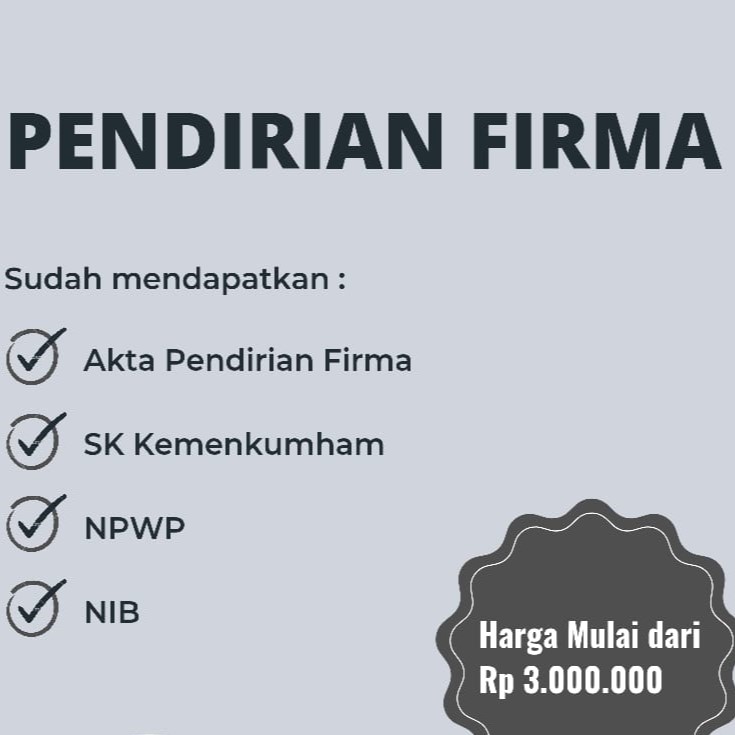 PENDIRIAN FIRMA
Sudah mendapatkan :
Akta Pendirian Firma
SK Kemenkumham
NPWP
NIB
Harga Mulai dari
Rp 3.000.000